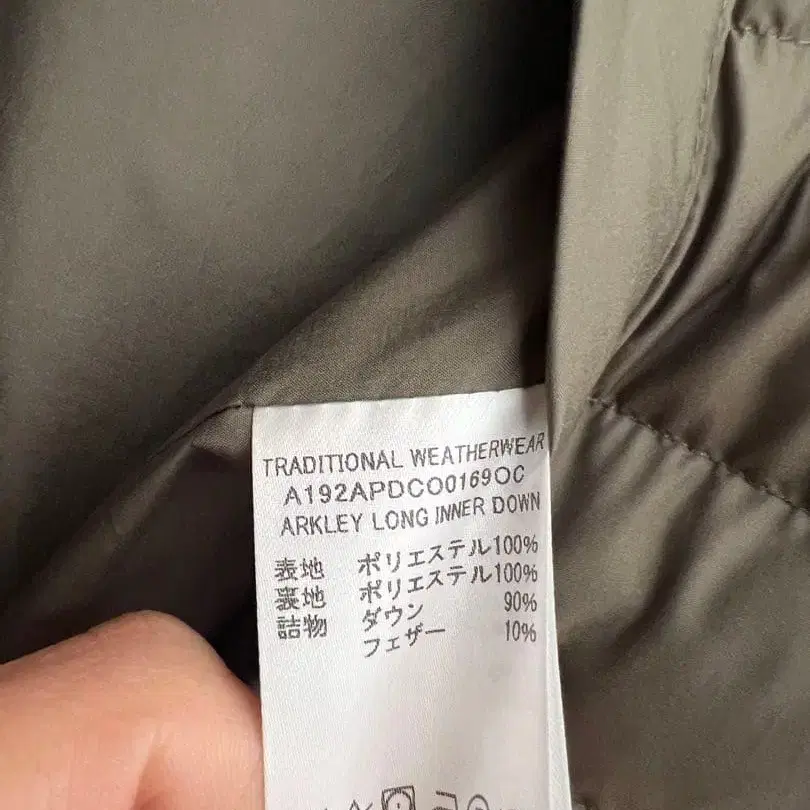 TRADITIONAL WEATHERWEAR
A192APDCO0169OC
ARKLEY LONG INNER DOWN
表地 ポリエステル100%
裏地 ポリエステル100%
詰物 ダウン 90%
フェザー 10%